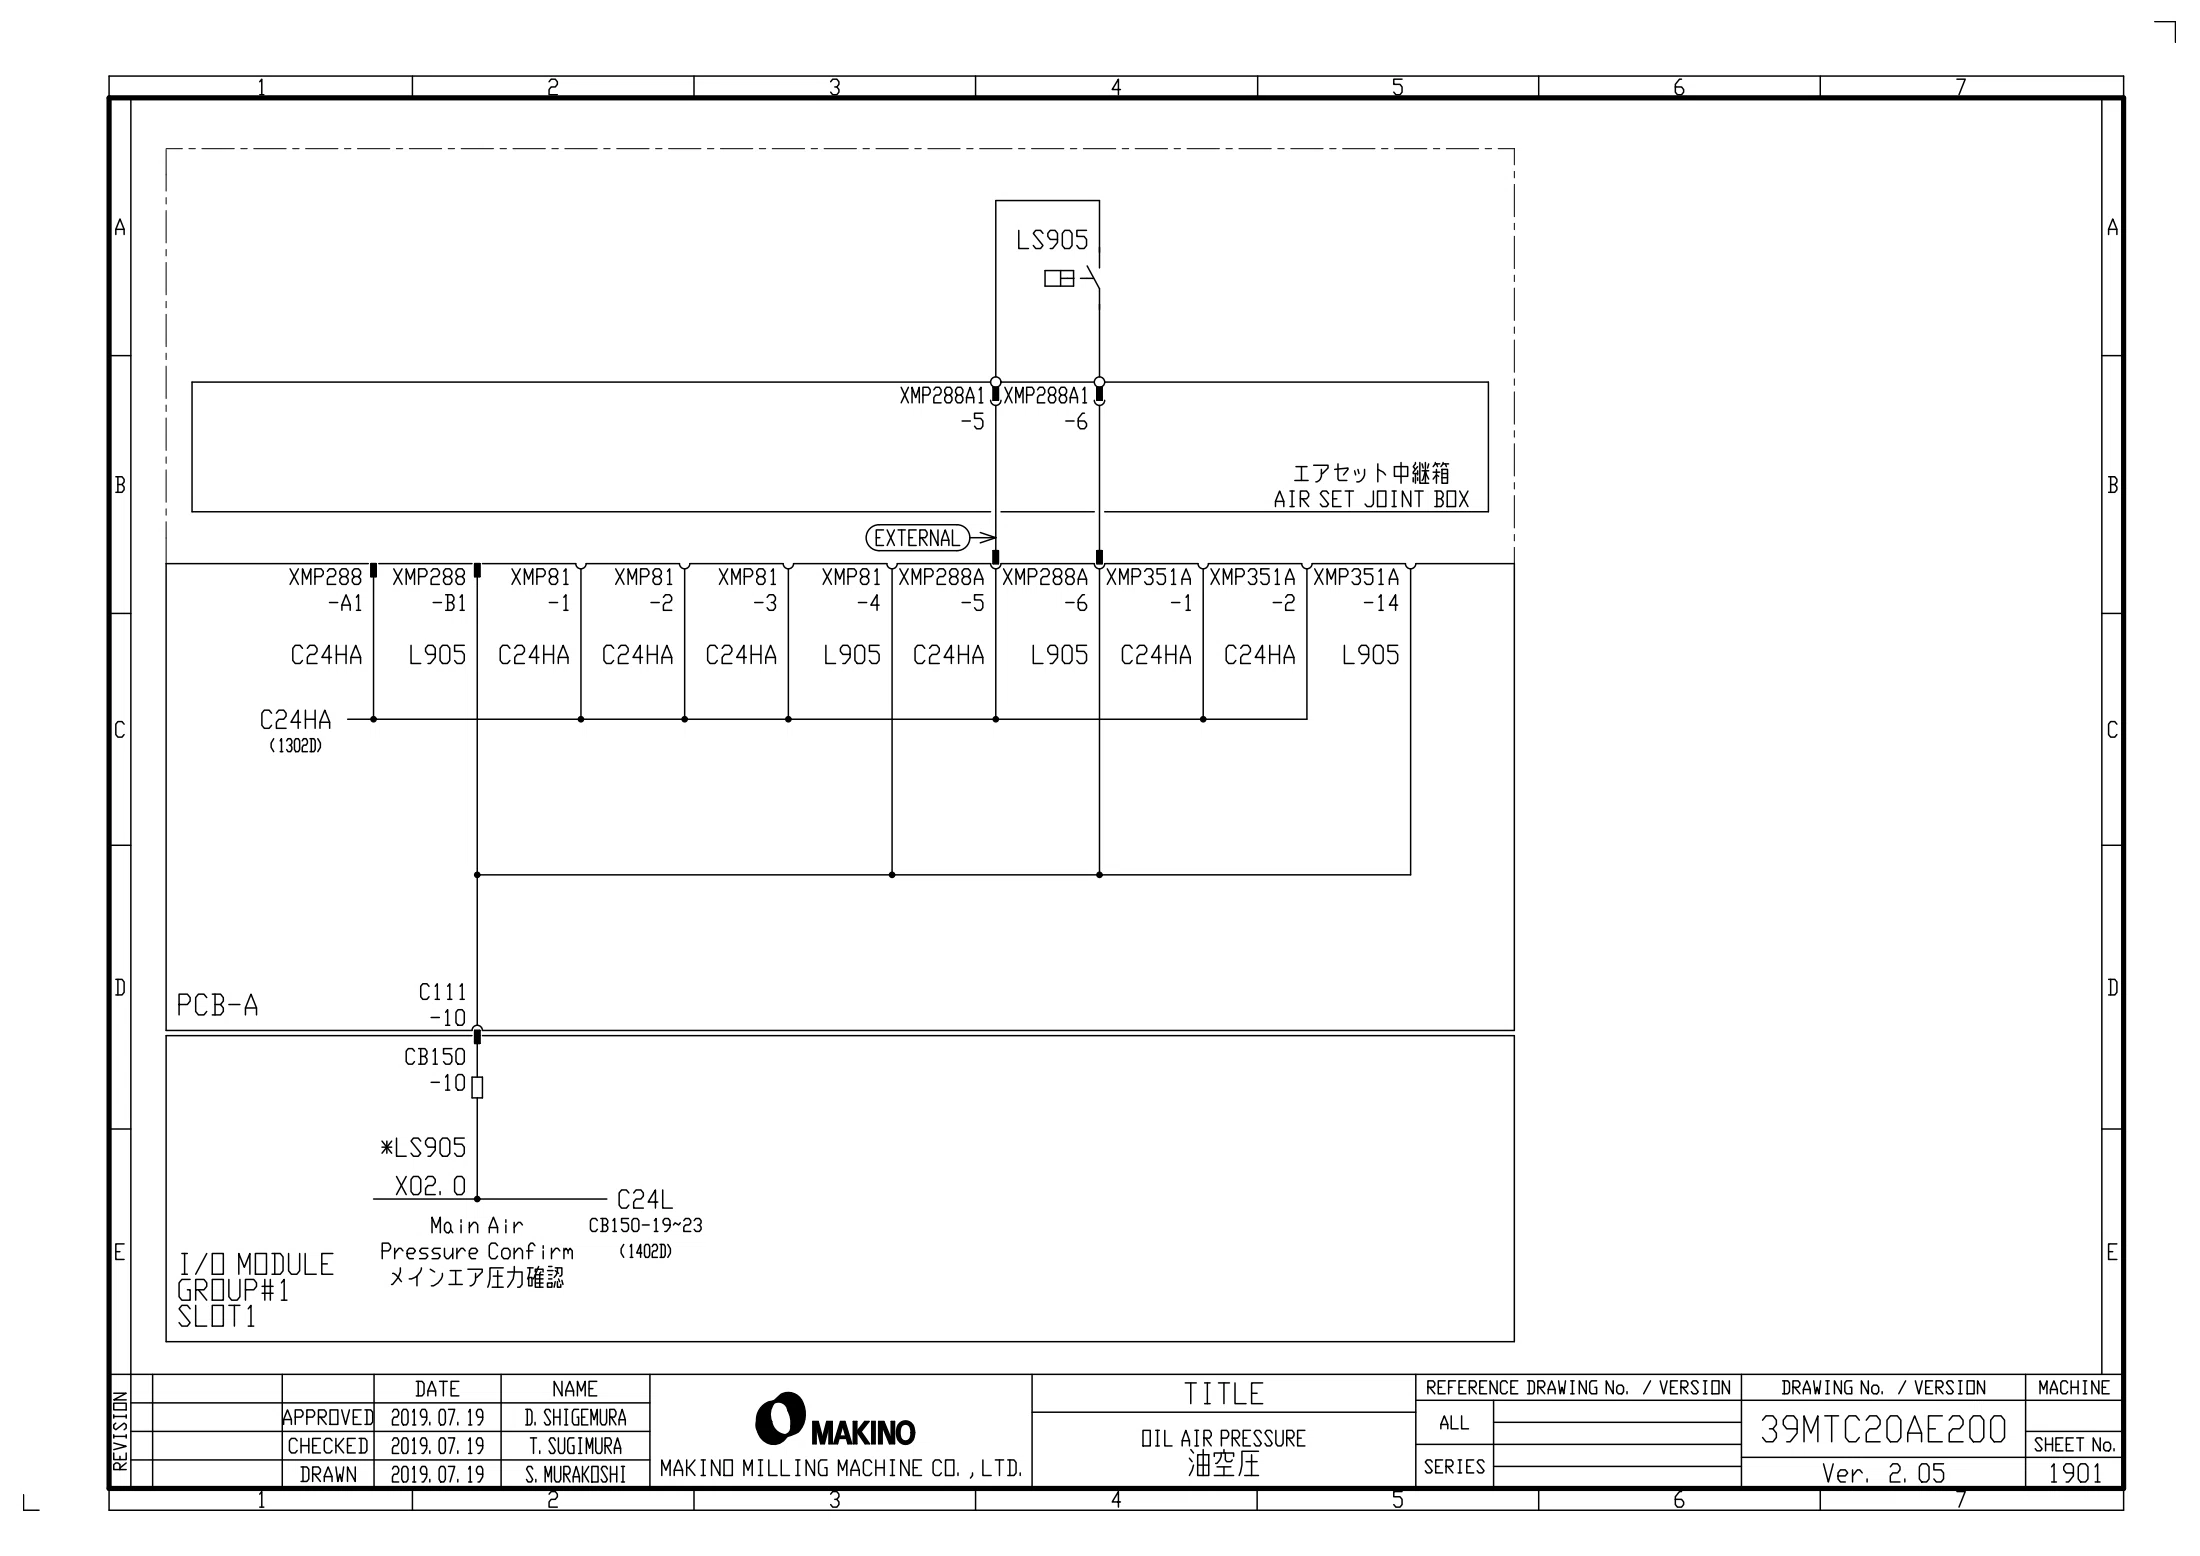 1 2 3 4 5 6 7
A A
LS905
XMP288A1 XMP288A1
-5 -6
B B
エアセット中継箱
AIR SET JOINT BOX
EXTERNAL
XMP288 XMP288 XMP81 XMP81 XMP81 XMP81 XMP288A XMP288A XMP351A XMP351A XMP351A
-A1 -B1 -1 -2 -3 -4 -5 -6 -1 -2 -14
C24HA L905 C24HA C24HA C24HA L905 C24HA L905 C24HA C24HA L905
C24HA
(1302D)
C C
D D
C111
-10
PCB-A
CB150
-10
*LS905
X02.0
C24L
Main Air
Pressure Confirm
メインエア圧力確認
CB150-19~23
(1402D)
E E
I/O MODULE
GROUP#1
SLOT1
REVISION
DATE NAME
APPROVED 2019.07.19 D. SHIGEMURA
CHECKED 2019.07.19 T. SUGIMURA
DRAWN 2019.07.19 S. MURAKOSHI
MAKINO
MAKINO MILLING MACHINE CO., LTD.
TITLE
OIL AIR PRESSURE
油空圧
REFERENCE DRAWING No. / VERSION
ALL
SERIES
DRAWING No. / VERSION
39MTC20AE200
Ver. 2.05
MACHINE
SHEET No.
1901
1 2 3 4 5 6 7